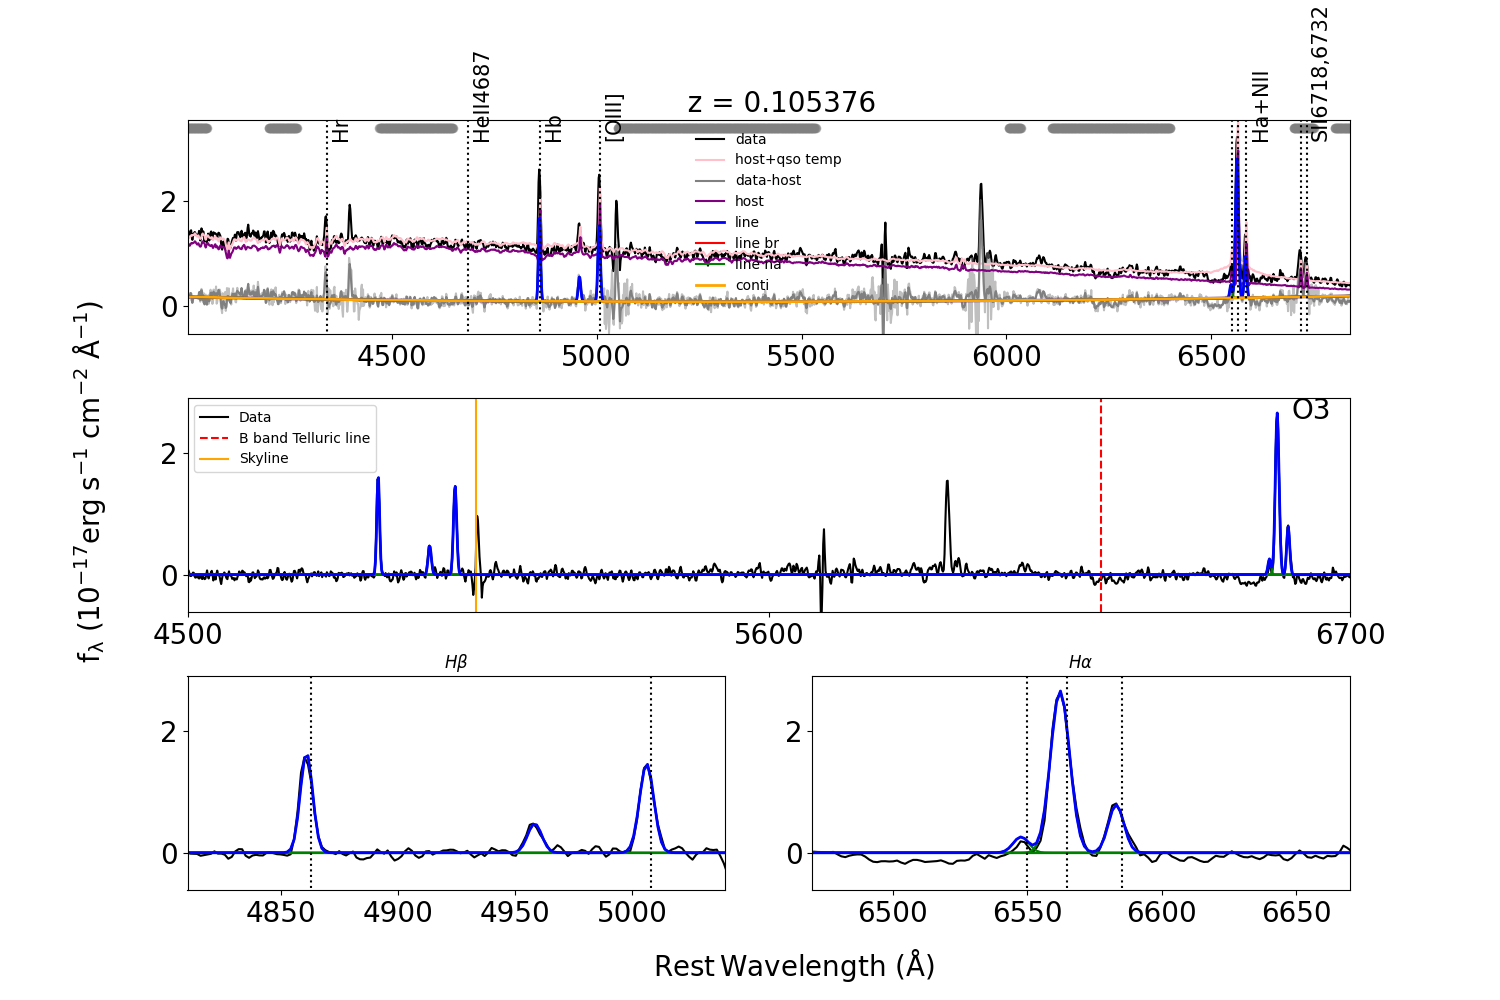 z = 0.105376
Hr
HeII4687
Hb
[OIII]
Ha+NII
SII6718,6732
data
host+qso temp
data-host
host
line
line br
line na
conti
2
0
4500
5000
5500
6000
6500
O3
Data
B band Telluric line
Skyline
2
0
4500
5600
6700
fλ (10⁻¹⁷erg s⁻¹ cm⁻² Å⁻¹)
Hβ
2
0
4850
4900
4950
5000
Hα
2
0
6500
6550
6600
6650
Rest Wavelength (Å)